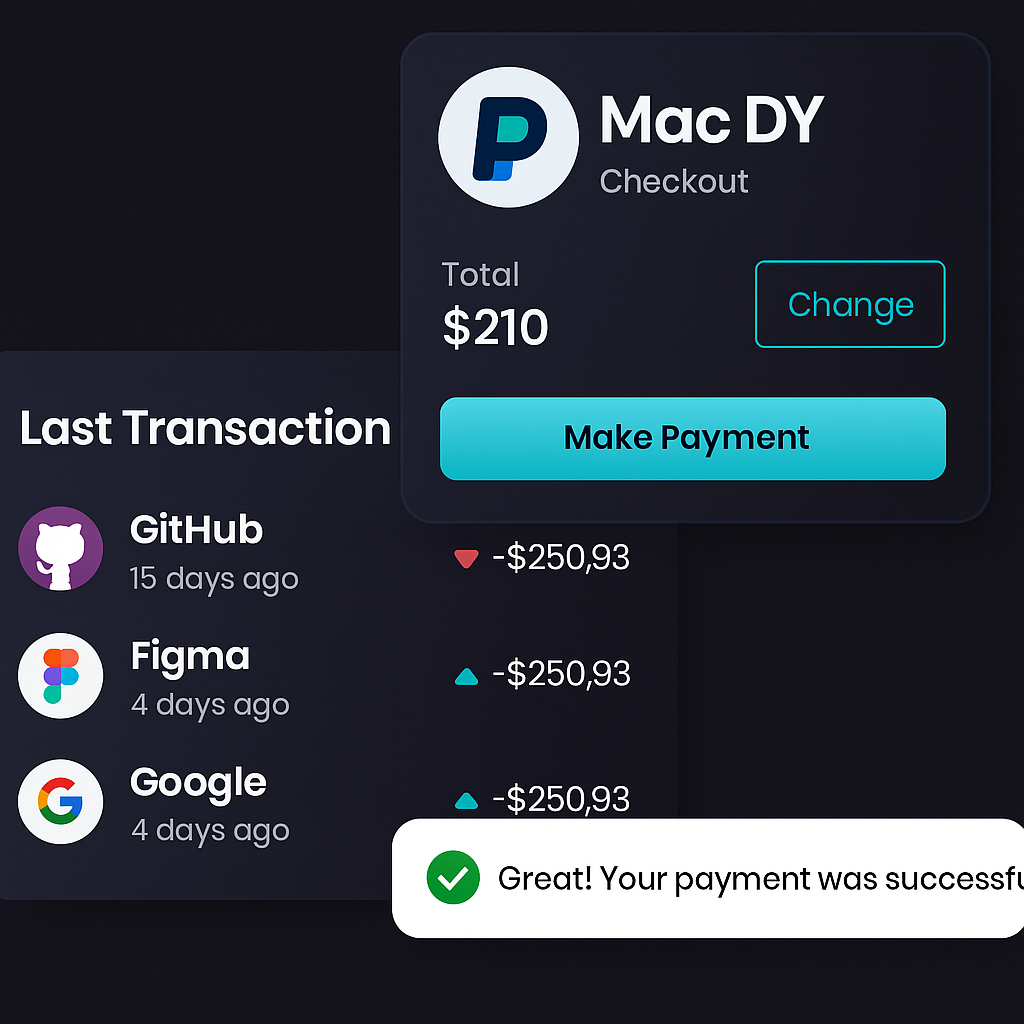 Mac DY
Checkout
Total
$210
Change
Make Payment
Last Transaction
GitHub
15 days ago
-$250,93
Figma
4 days ago
-$250,93
Google
4 days ago
-$250,93
Great! Your payment was successfu